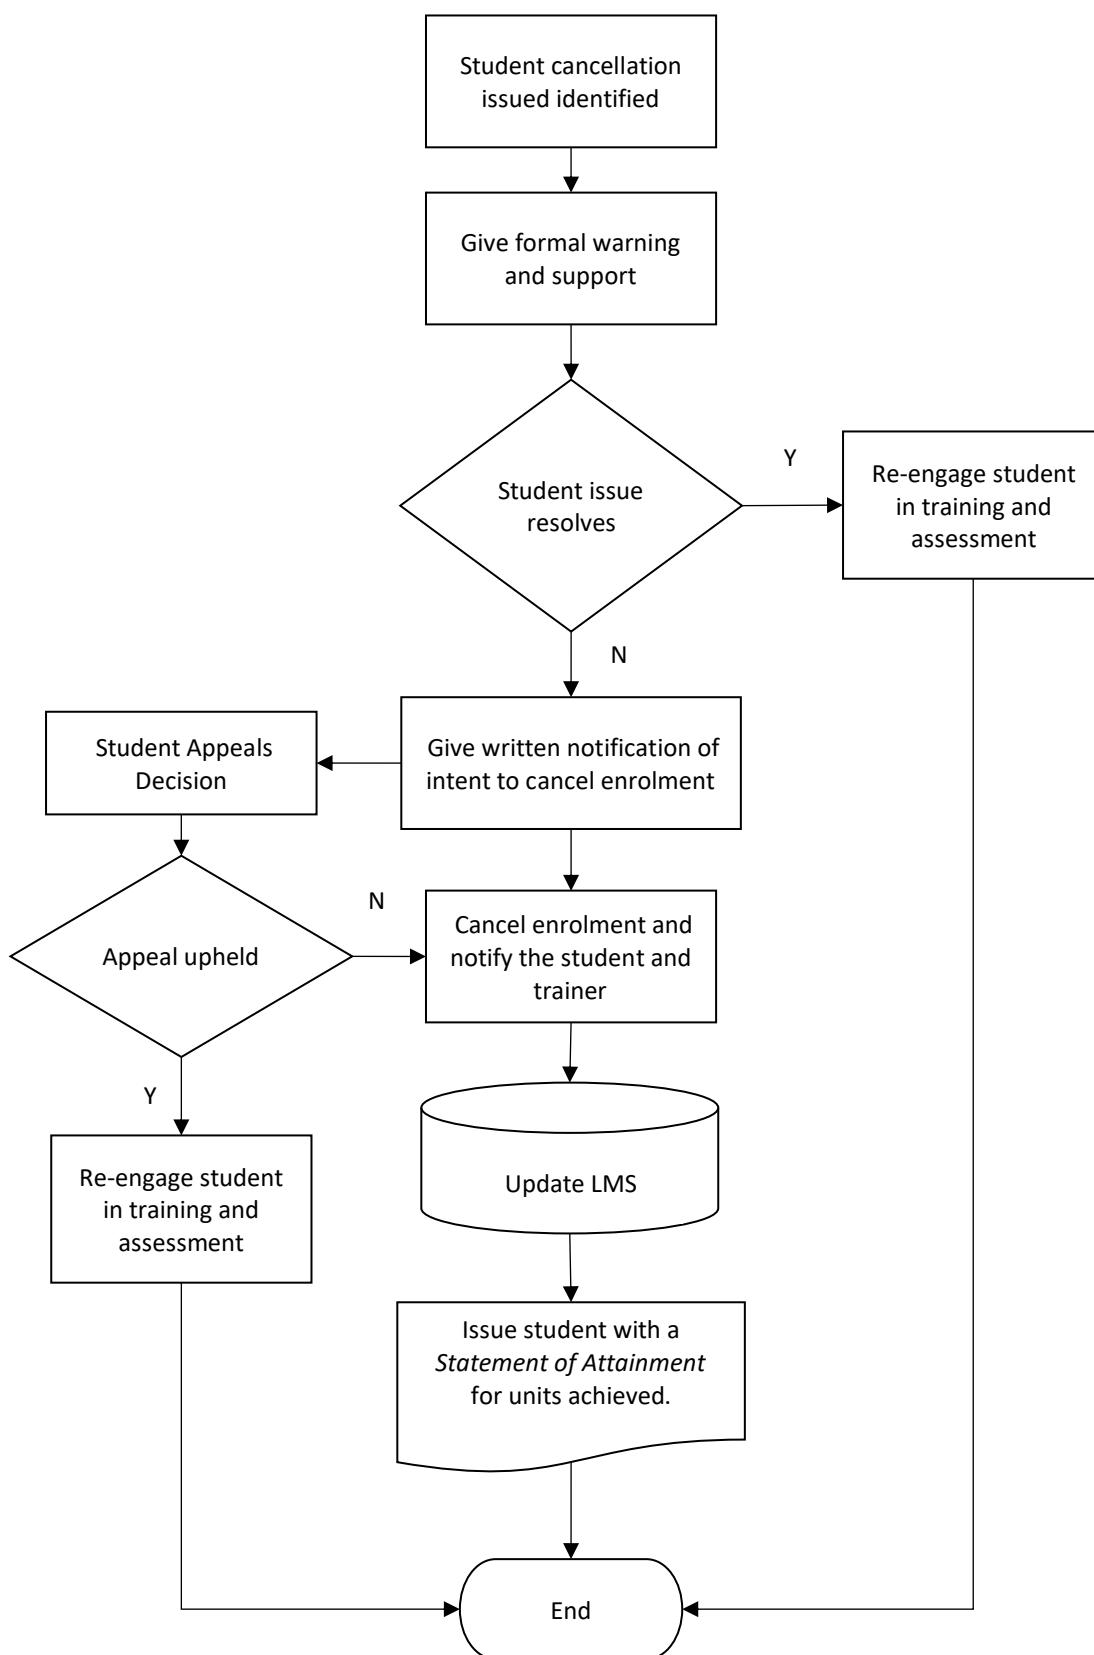 Student cancellation
issued identified
Give formal warning
and support
Student issue
resolves
Y
Re-engage student
in training and
assessment
N
Give written notification of
intent to cancel enrolment
Student Appeals
Decision
Appeal upheld
N
Cancel enrolment and
notify the student and
trainer
Y
Re-engage student
in training and
assessment
Update LMS
Issue student with a
Statement of Attainment
for units achieved.
End